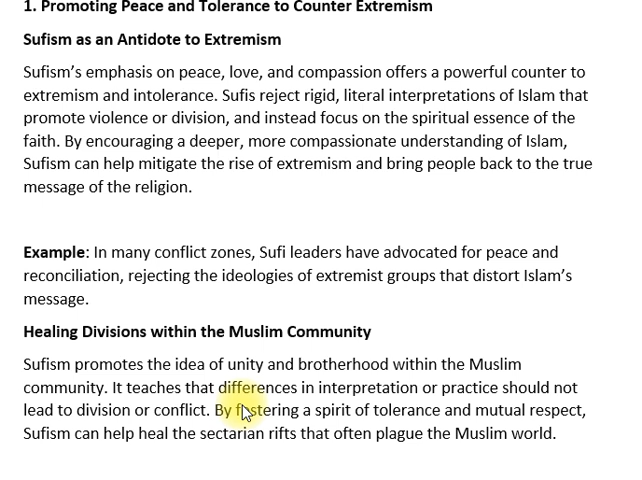 1. Promoting Peace and Tolerance to Counter Extremism
Sufism as an Antidote to Extremism
Sufism’s emphasis on peace, love, and compassion offers a powerful counter to
extremism and intolerance. Sufis reject rigid, literal interpretations of Islam that
promote violence or division, and instead focus on the spiritual essence of the
faith. By encouraging a deeper, more compassionate understanding of Islam,
Sufism can help mitigate the rise of extremism and bring people back to the true
message of the religion.
Example: In many conflict zones, Sufi leaders have advocated for peace and
reconciliation, rejecting the ideologies of extremist groups that distort Islam’s
message.
Healing Divisions within the Muslim Community
Sufism promotes the idea of unity and brotherhood within the Muslim
community. It teaches that differences in interpretation or practice should not
lead to division or conflict. By fostering a spirit of tolerance and mutual respect,
Sufism can help heal the sectarian rifts that often plague the Muslim world.